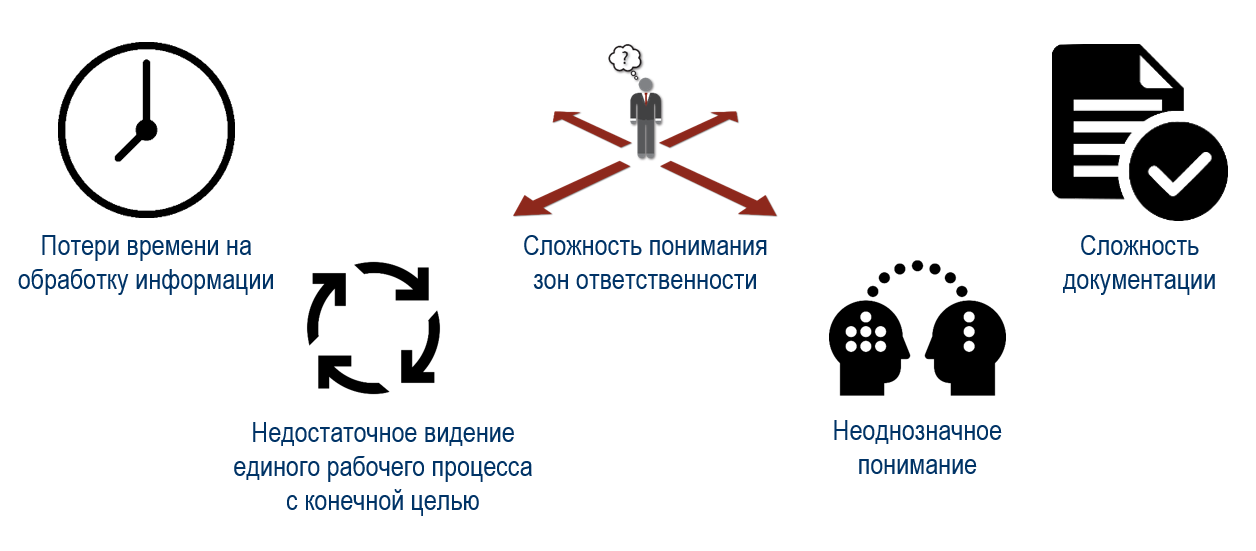 ?
Потери времени на
обработку информации
Недостаточное видение
единого рабочего процесса
с конечной целью
Сложность понимания
зон ответственности
Неоднозначное
понимание
Сложность
документации